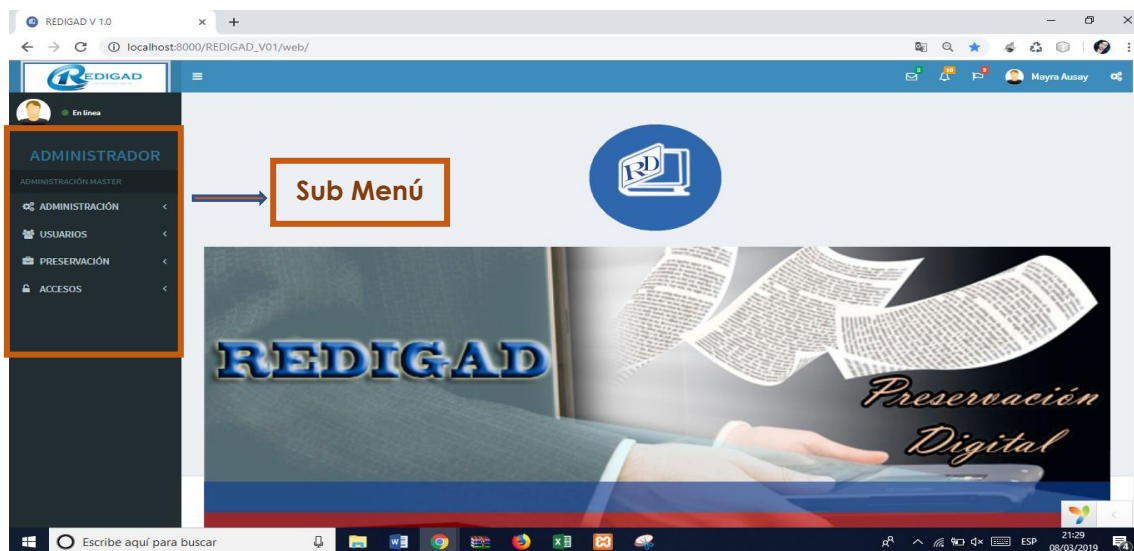 REDIGAD V 1.0
localhost:8000/REDIGAD_V01/web/
REDIGAD
Mayra Ausay
En línea
ADMINISTRADOR
ADMINISTRACIÓN MASTER
ADMINISTRACIÓN
USUARIOS
PRESERVACIÓN
ACCESOS
Sub Menú
RD
REDIGAD
Preservación
Digital
Escribe aquí para buscar
ESP
21:29
08/03/2019